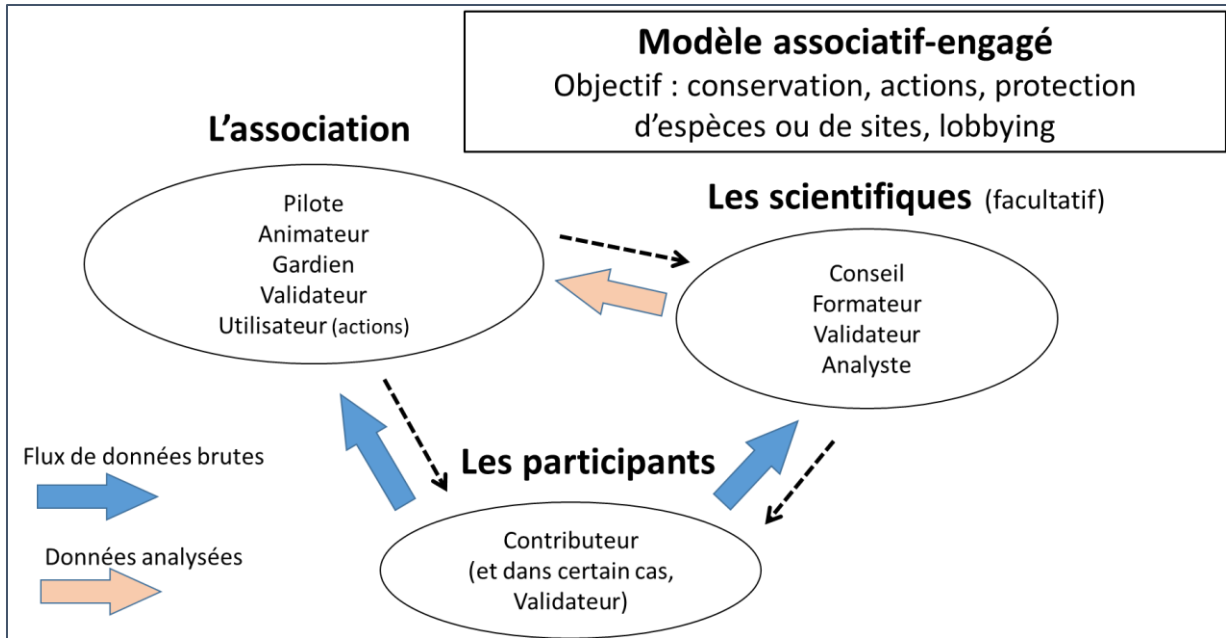 Modèle associatif-engagé
Objectif : conservation, actions, protection
d'espèces ou de sites, lobbying
L'association
Pilote
Animateur
Gardien
Validateur
Utilisateur (actions)
Les scientifiques (facultatif)
Conseil
Formateur
Validateur
Analyste
Flux de données brutes
Données analysées
Les participants
Contributeur
(et dans certain cas,
Validateur)